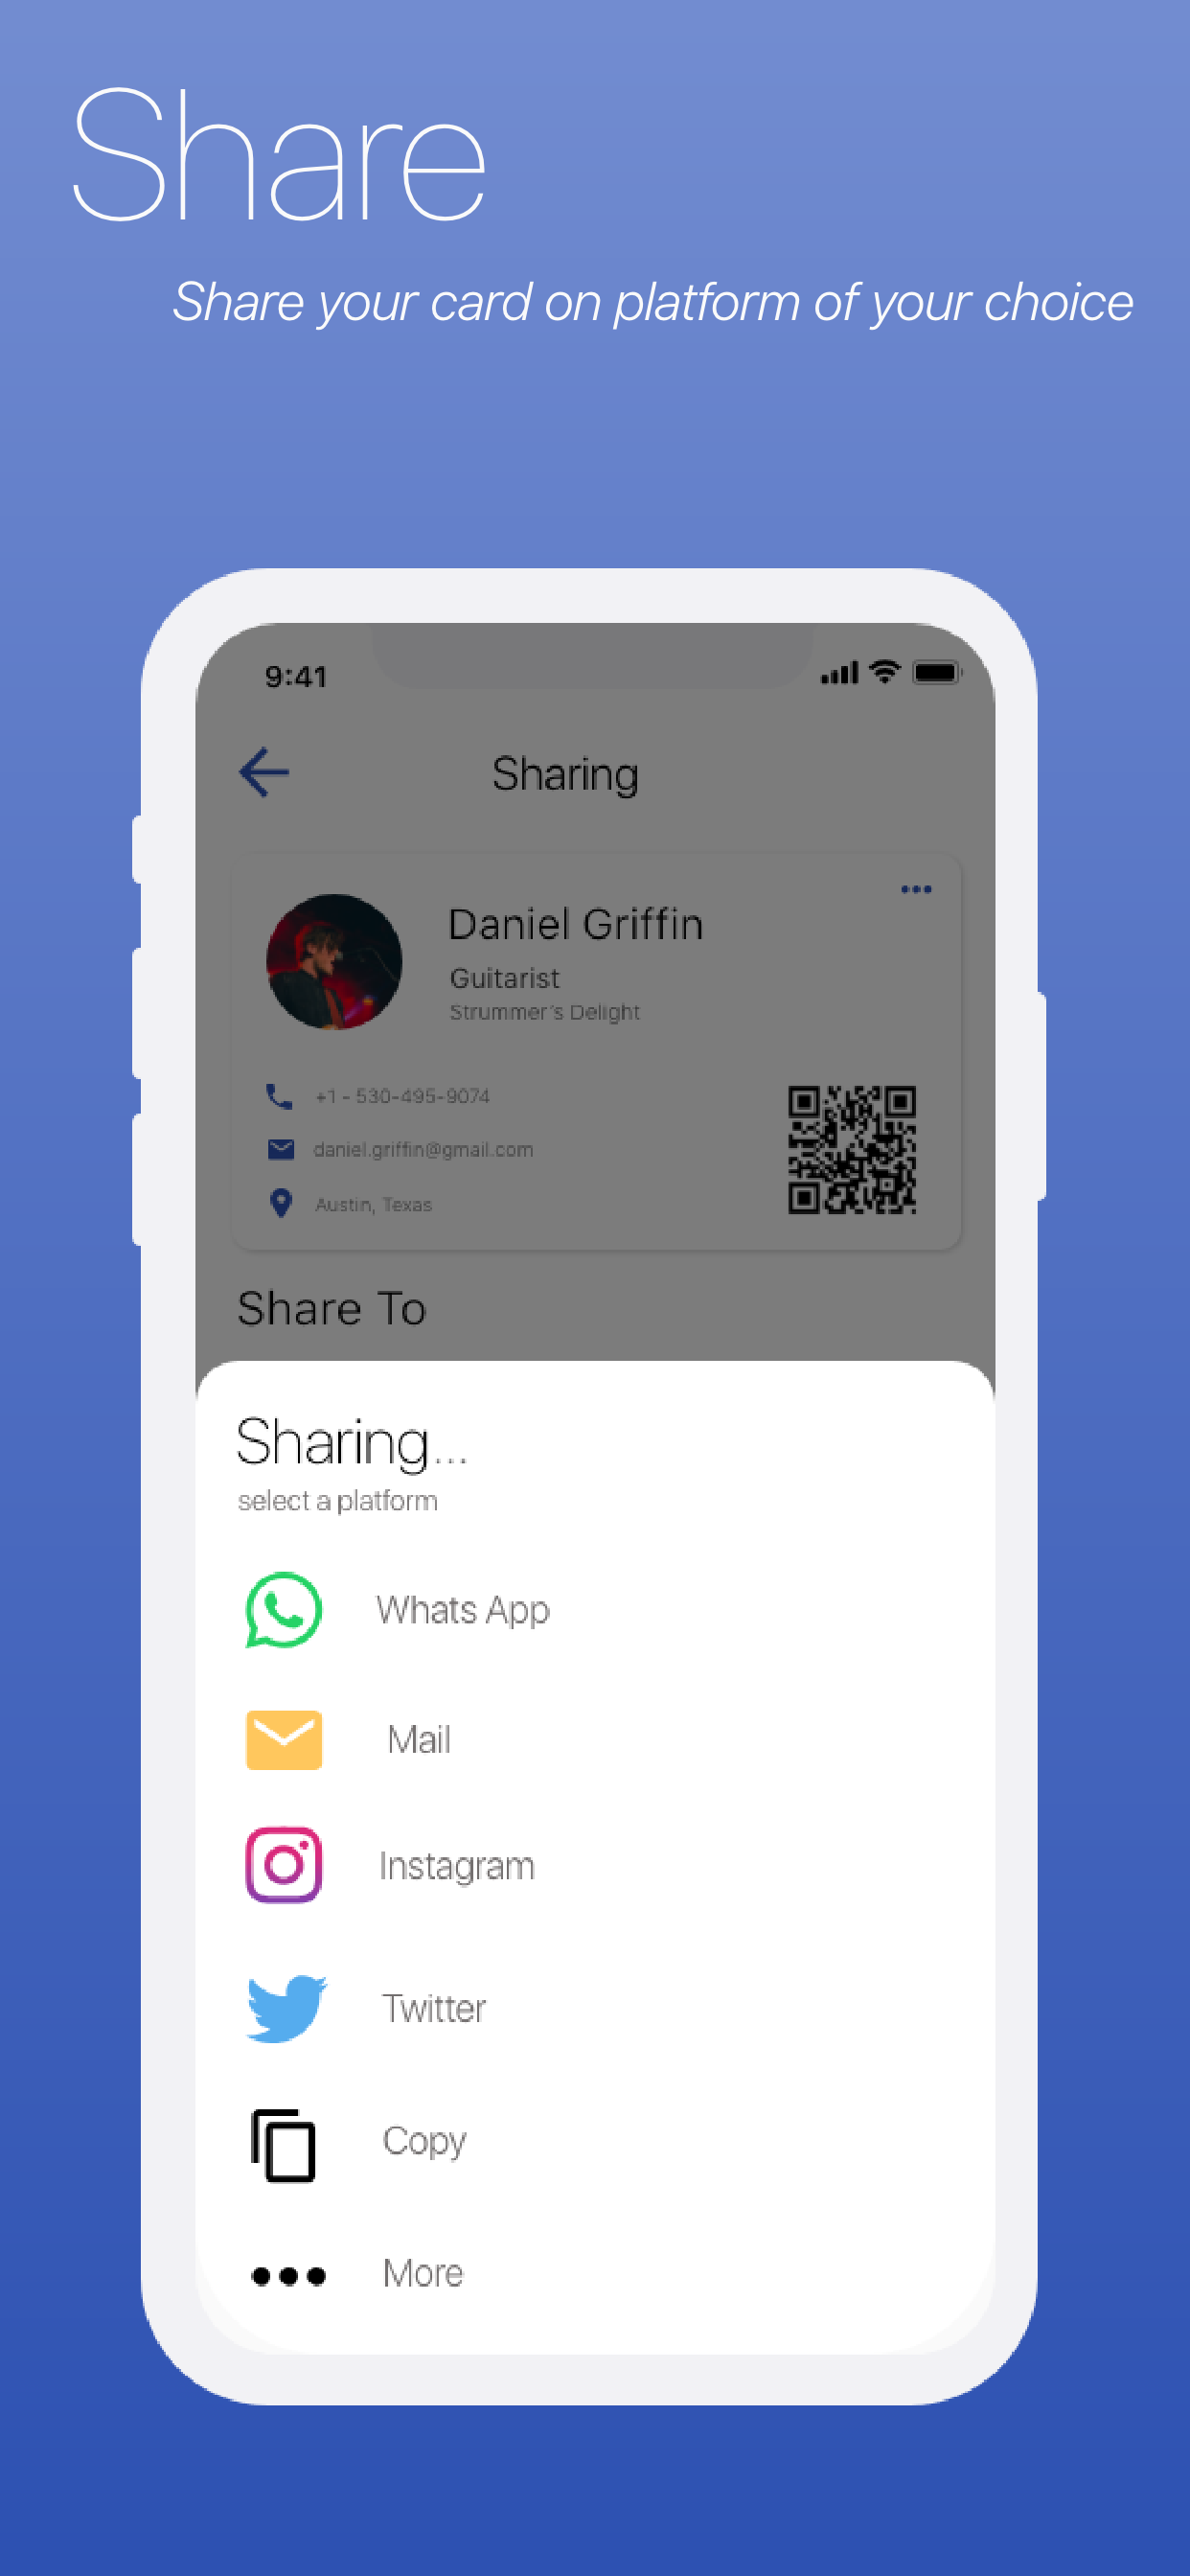 Share
Share your card on platform of your choice
9:41
Sharing
Daniel Griffin
Guitarist
Strummer's Delight
+1 - 530-495-9074
daniel.griffin@gmail.com
Austin, Texas
Share To
Sharing...
select a platform
Whats App
Mail
Instagram
Twitter
Copy
More